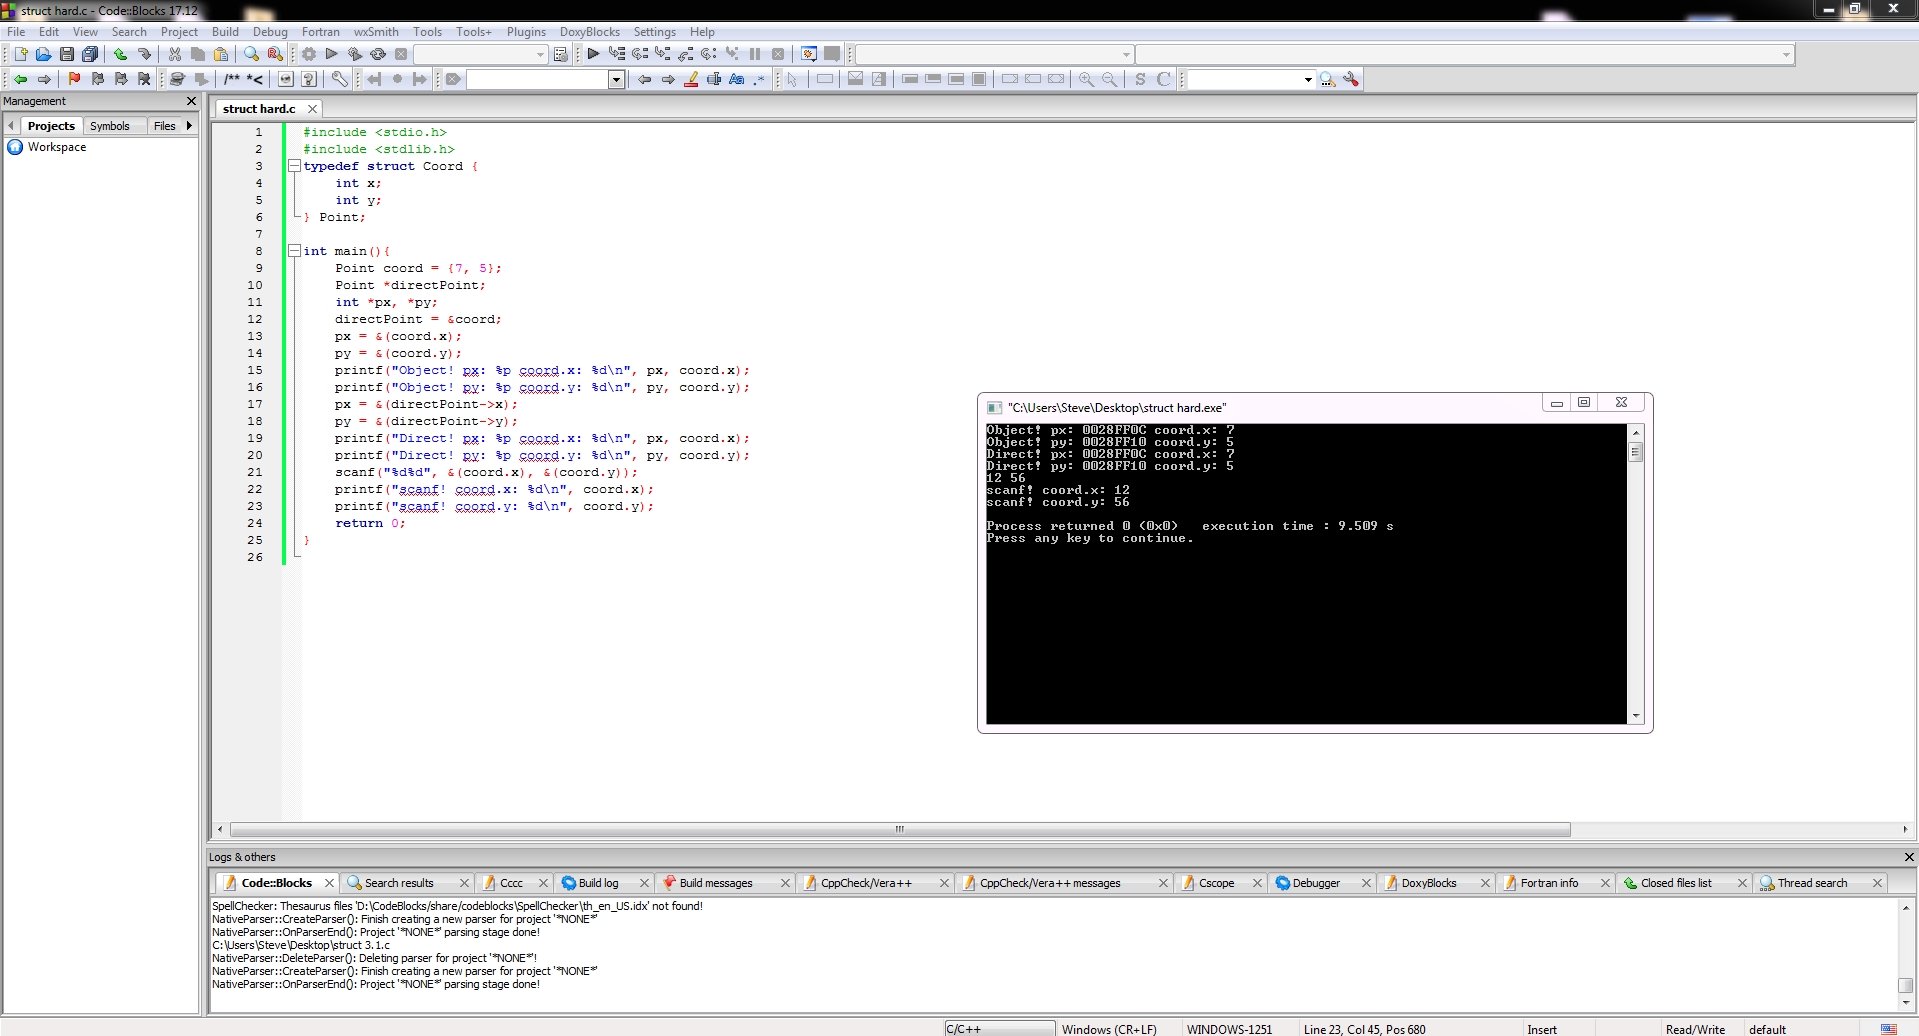 struct hard.c - Code::Blocks 17.12
File Edit View Search Project Build Debug Fortran wxSmith Tools Tools+ Plugins DoxyBlocks Settings Help
/** *<
Aa .*
S C
Management
Projects Symbols Files
Workspace
struct hard.c
1 #include <stdio.h>
2 #include <stdlib.h>
3 typedef struct Coord {
4 int x;
5 int y;
6 } Point;
7
8 int main(){
9 Point coord = {7, 5};
10 Point *directPoint;
11 int *px, *py;
12 directPoint = &coord;
13 px = &(coord.x);
14 py = &(coord.y);
15 printf("Object! px: %p coord.x: %d\n", px, coord.x);
16 printf("Object! py: %p coord.y: %d\n", py, coord.y);
17 px = &(directPoint->x);
18 py = &(directPoint->y);
19 printf("Direct! px: %p coord.x: %d\n", px, coord.x);
20 printf("Direct! py: %p coord.y: %d\n", py, coord.y);
21 scanf("%d%d", &(coord.x), &(coord.y));
22 printf("scanf! coord.x: %d\n", coord.x);
23 printf("scanf! coord.y: %d\n", coord.y);
24 return 0;
25 }
26
"C:\Users\Steve\Desktop\struct hard.exe"
Object! px: 0028FF0C coord.x: 7
Object! py: 0028FF10 coord.y: 5
Direct! px: 0028FF0C coord.x: 7
Direct! py: 0028FF10 coord.y: 5
12 56
scanf! coord.x: 12
scanf! coord.y: 56
Process returned 0 (0x0) execution time : 9.509 s
Press any key to continue.
Logs & others
Code::Blocks Search results Cccc Build log Build messages CppCheck/Vera++ CppCheck/Vera++ messages Cscope Debugger DoxyBlocks Fortran info Closed files list Thread search
SpellChecker: Thesaurus files 'D:\CodeBlocks/share/codeblocks\SpellChecker\th_en_US.idx' not found!
NativeParser::CreateParser(): Finish creating a new parser for project '*NONE*'
NativeParser::OnParserEnd(): Project '*NONE*' parsing stage done!
C:\Users\Steve\Desktop\struct 3.1.c
NativeParser::DeleteParser(): Deleting parser for project '*NONE*'!
NativeParser::CreateParser(): Finish creating a new parser for project '*NONE*'
NativeParser::OnParserEnd(): Project '*NONE*' parsing stage done!
C/C++ Windows (CR+LF) WINDOWS-1251 Line 23, Col 45, Pos 680 Insert Read/Write default